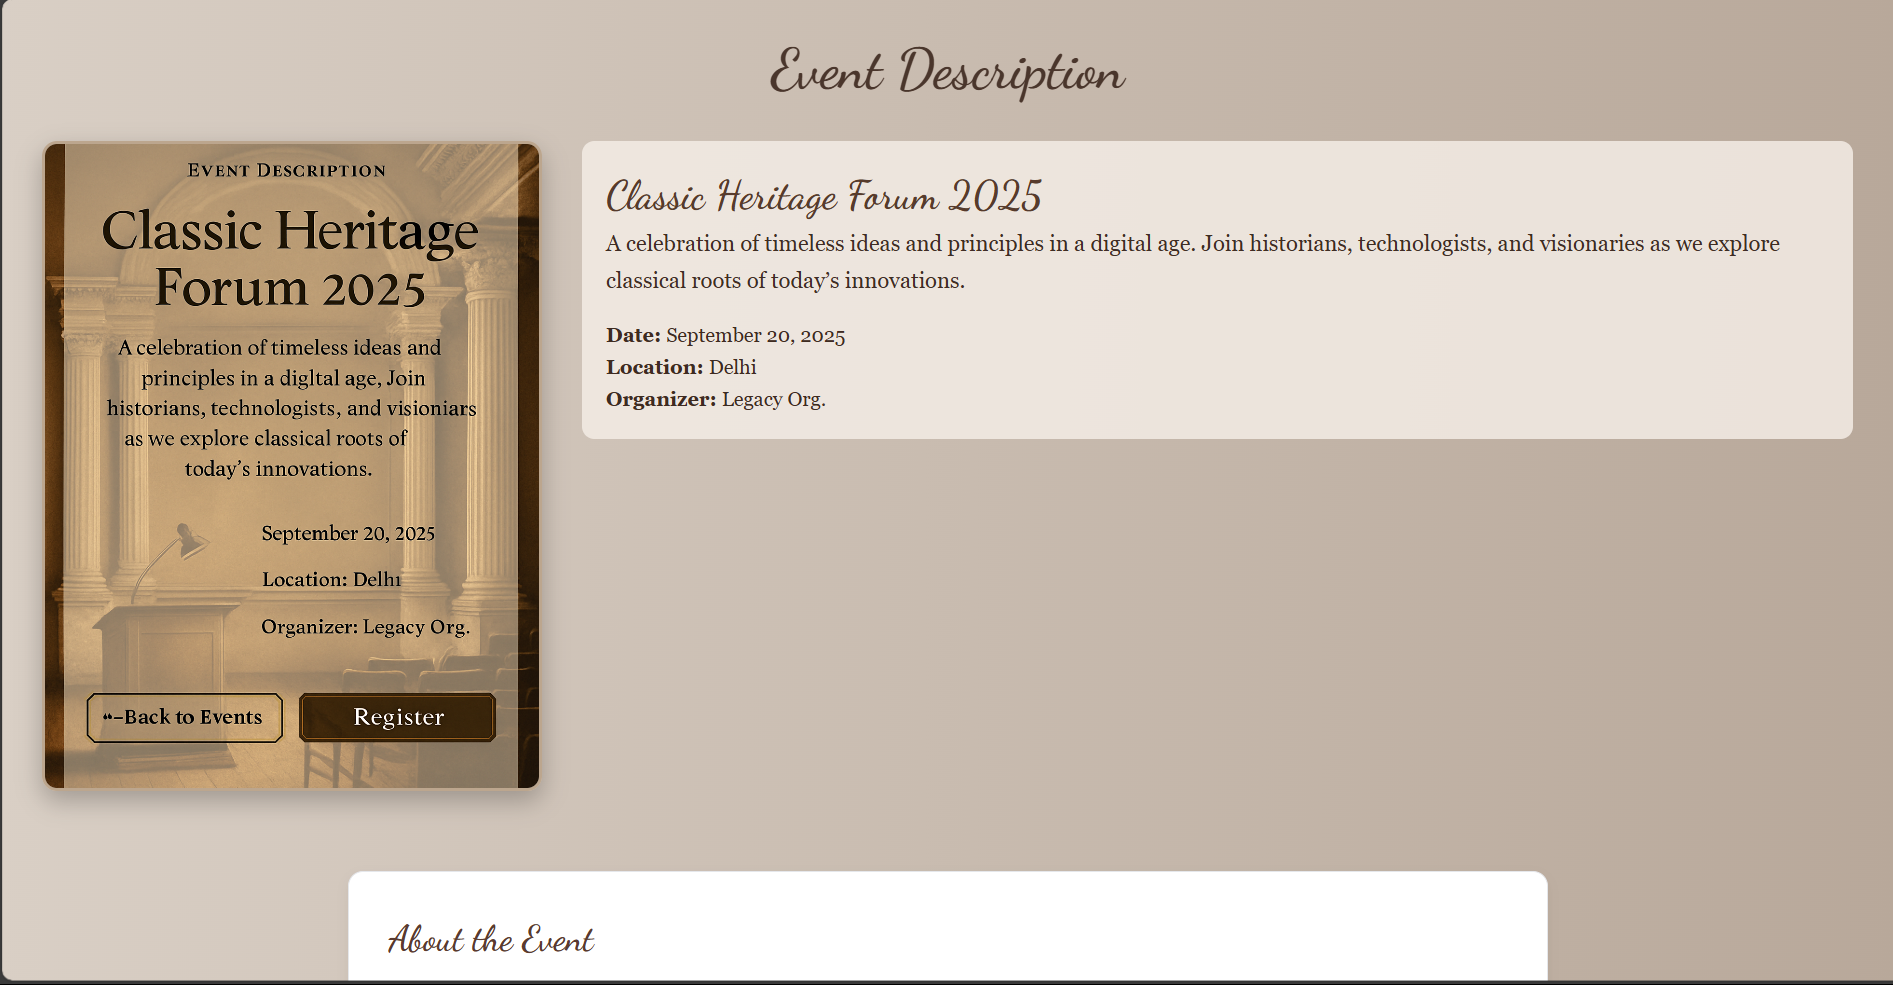 Event Description
EVENT DESCRIPTION
Classic Heritage
Forum 2025
A celebration of timeless ideas and
principles in a digltal age, Join
historians, technologists, and visioniars
as we explore classical roots of
today's innovations.
September 20, 2025
Location: Delhı
Organizer: Legacy Org.
“–Back to Events
Register
Classic Heritage Forum 2025
A celebration of timeless ideas and principles in a digital age. Join historians, technologists, and visionaries as we explore
classical roots of today’s innovations.
Date: September 20, 2025
Location: Delhi
Organizer: Legacy Org.
About the Event